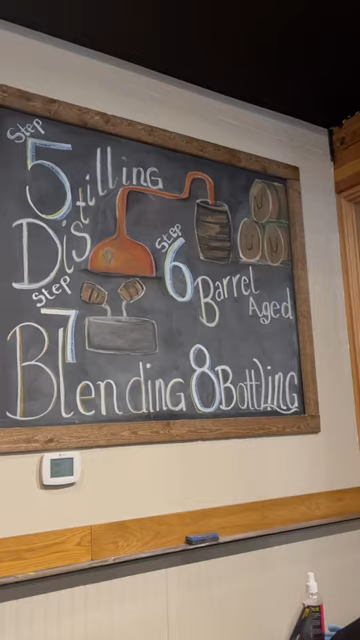 Step
5
Distilling
Step
6
Barrel
Aged
Step
7
Blending
8 Bottling